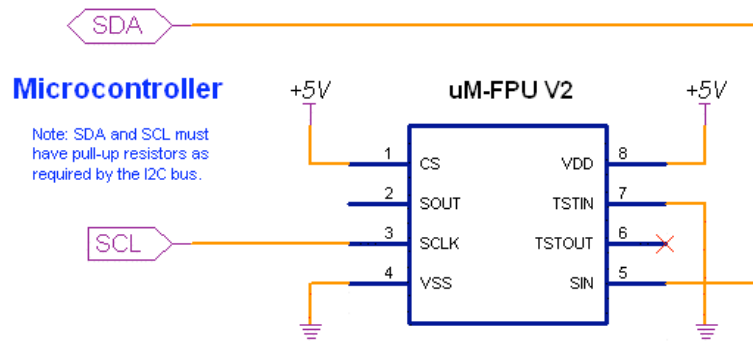 SDA
Microcontroller
+5V
uM-FPU V2
+5V
Note: SDA and SCL must
have pull-up resistors as
required by the I2C bus.
1 CS VDD 8
2 SOUT TSTIN 7
SCL 3 SCLK TSTOUT 6
4 VSS SIN 5